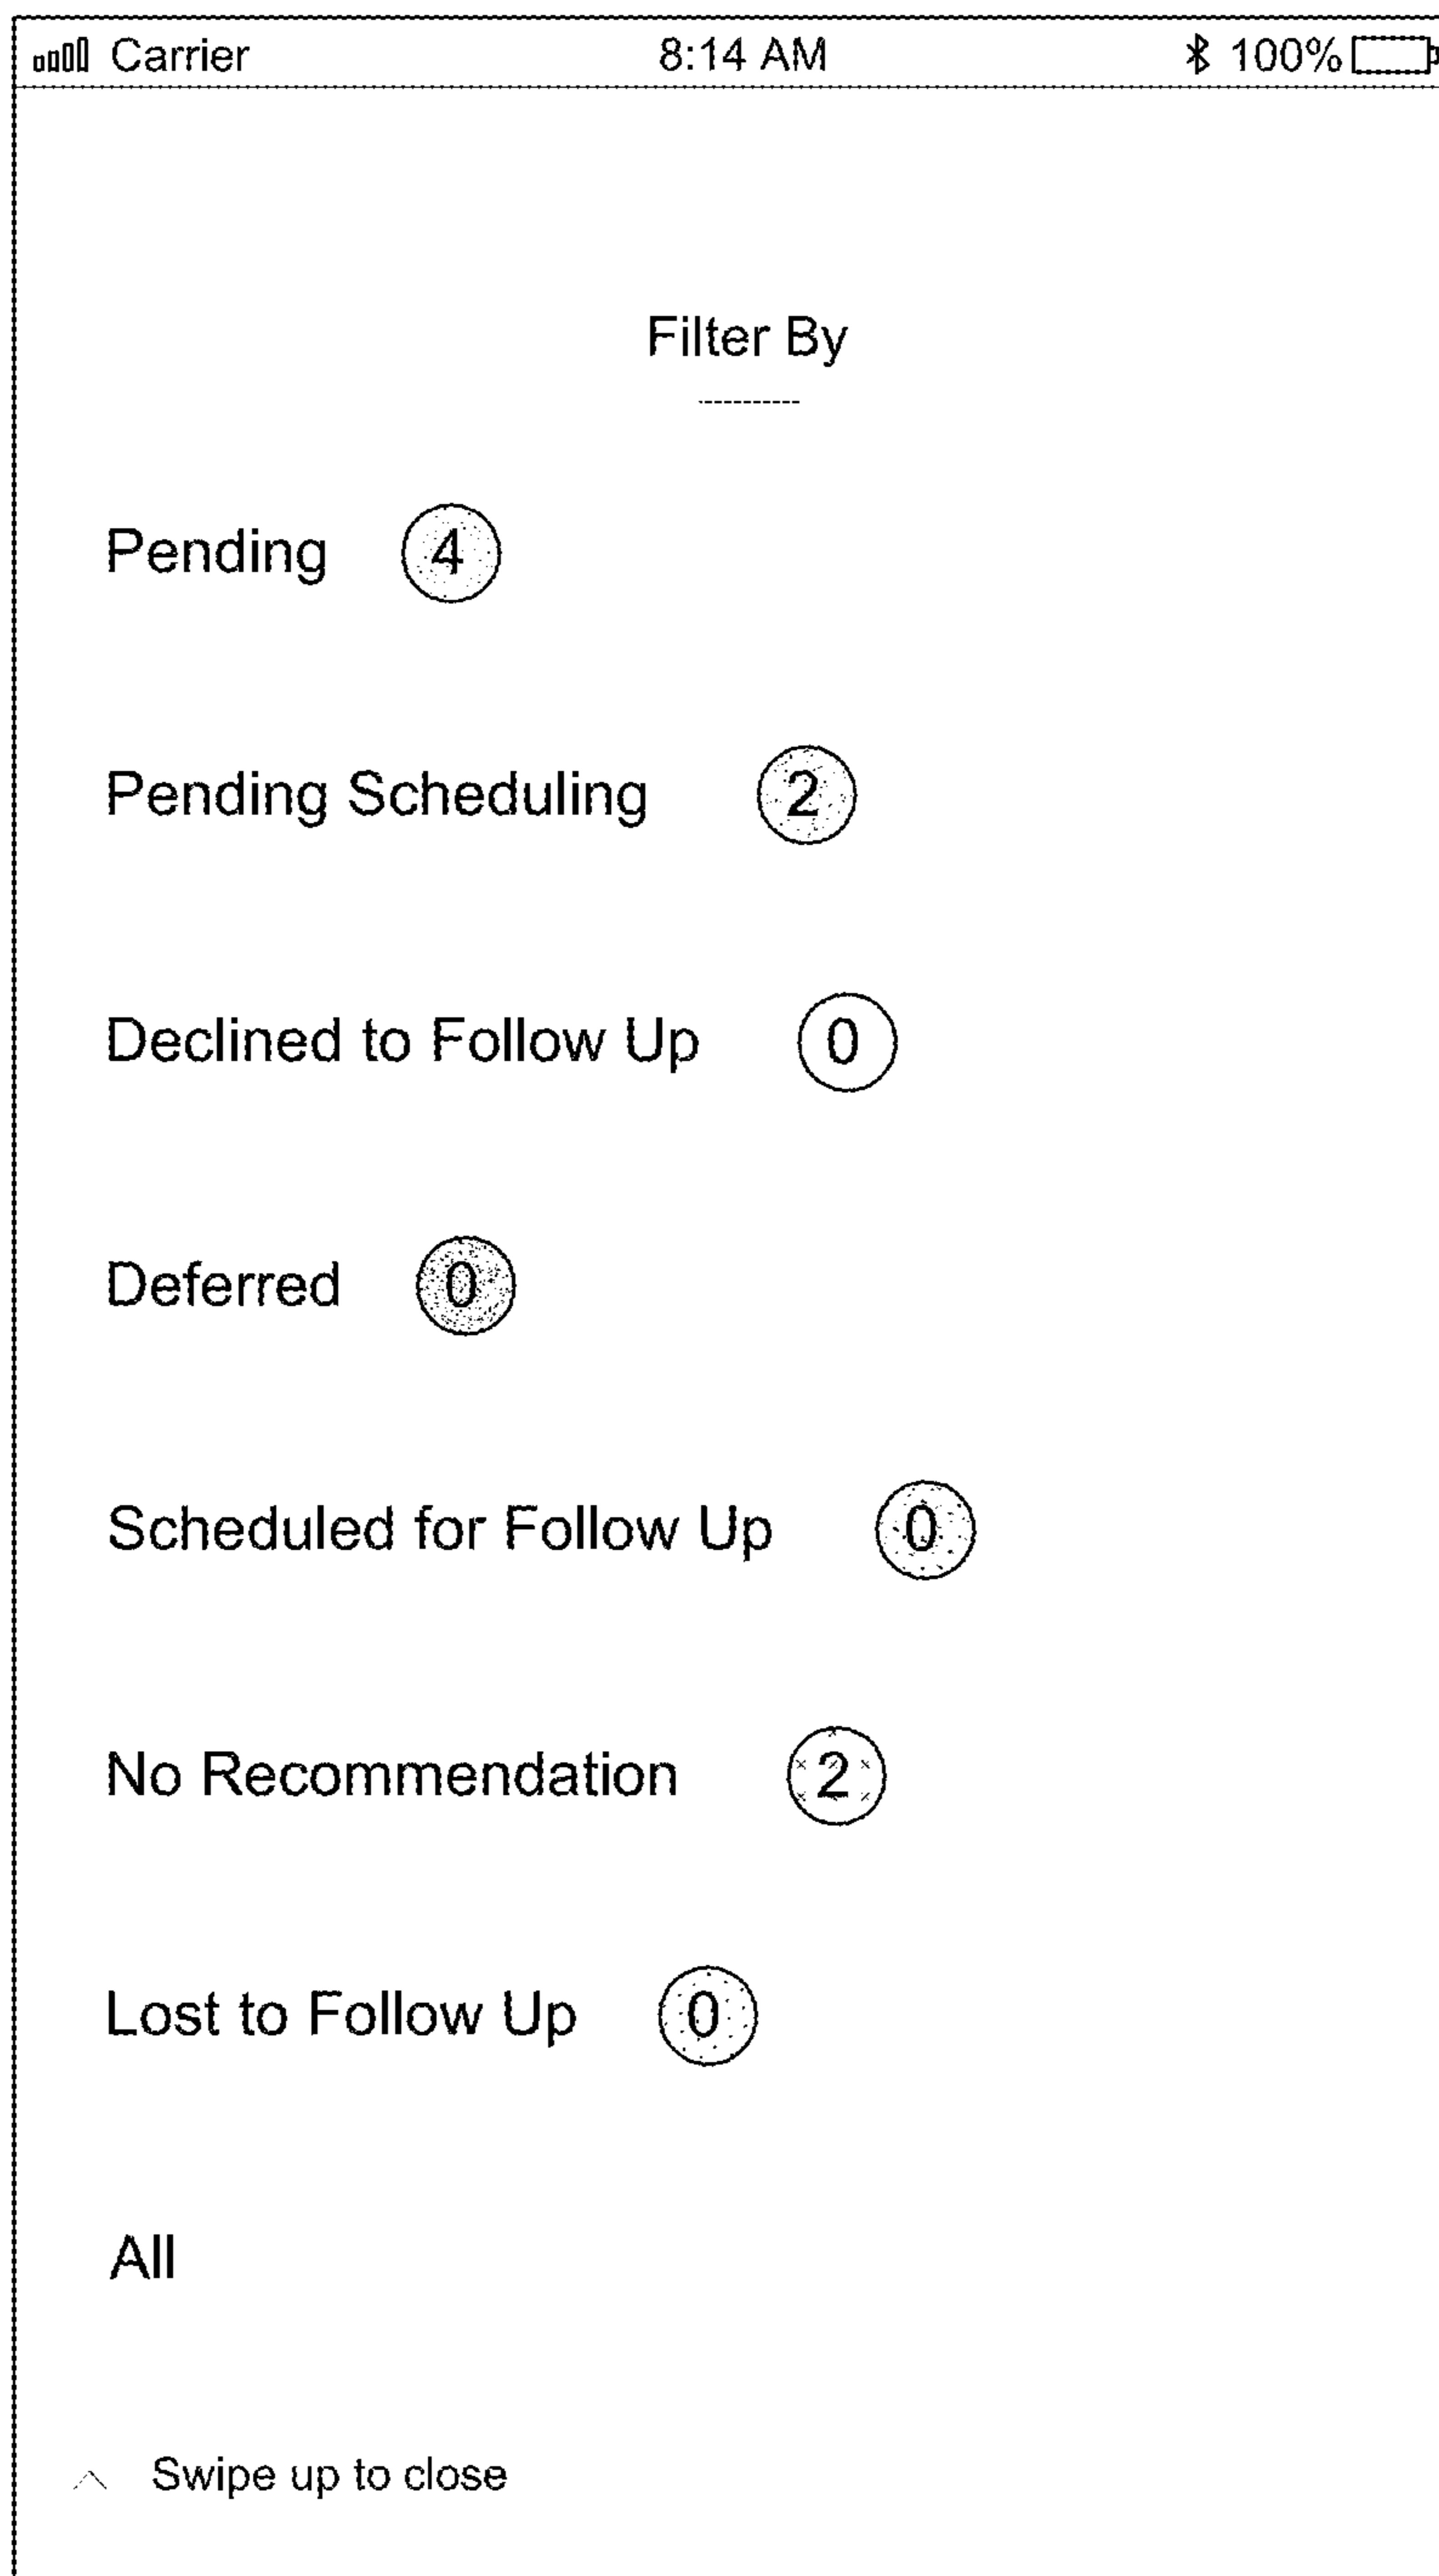 Carrier 8:14 AM 100%
Filter By
Pending 4
Pending Scheduling 2
Declined to Follow Up 0
Deferred 0
Scheduled for Follow Up 0
No Recommendation 2
Lost to Follow Up 0
All
Swipe up to close